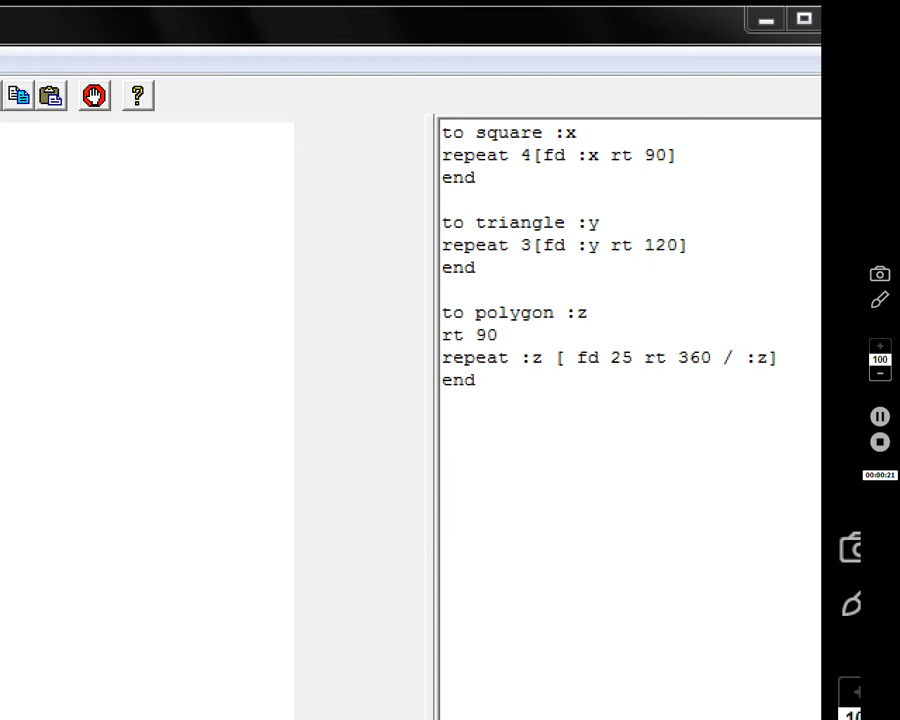 ?
to square :x
repeat 4[fd :x rt 90]
end
to triangle :y
repeat 3[fd :y rt 120]
end
to polygon :z
rt 90
repeat :z [ fd 25 rt 360 / :z]
end
+
100
−
00:00:21
+
10